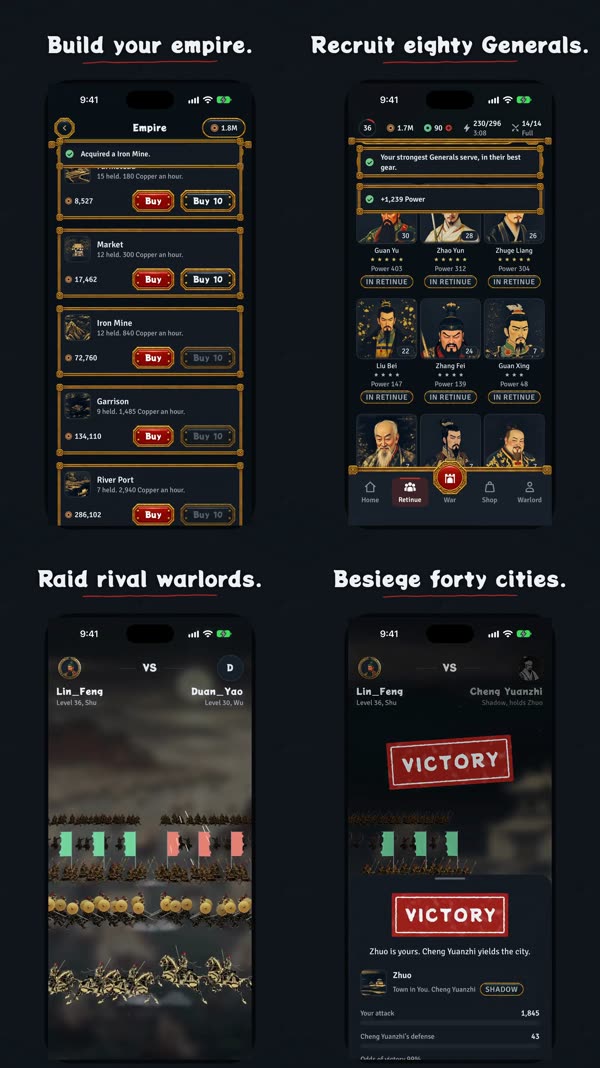 Build your empire.
9:41
Empire
1.8M
Acquired a Iron Mine.
15 held. 180 Copper an hour.
8,527
Buy
Buy 10
Market
12 held. 300 Copper an hour.
17,462
Buy
Buy 10
Iron Mine
12 held. 840 Copper an hour.
72,760
Buy
Buy 10
Garrison
9 held. 1,485 Copper an hour.
134,110
Buy
Buy 10
River Port
7 held. 2,940 Copper an hour.
286,102
Buy
Buy 10
Recruit eighty Generals.
9:41
36
1.7M
90
230/296
3:08
14/14
Full
Your strongest Generals serve, in their best
gear.
+1,239 Power
30
28
26
Guan Yu
Zhao Yun
Zhuge Liang
Power 403
Power 312
Power 304
IN RETINUE
IN RETINUE
IN RETINUE
22
24
7
Liu Bei
Zhang Fei
Guan Xing
Power 147
Power 139
Power 48
IN RETINUE
IN RETINUE
IN RETINUE
Home
Retinue
War
Shop
Warlord
Raid rival warlords.
9:41
VS
D
Lin_Feng
Duan_Yao
Level 36, Shu
Level 30, Wu
Besiege forty cities.
9:41
VS
Lin_Feng
Cheng Yuanzhi
Level 36, Shu
Shadow, holds Zhuo
VICTORY
VICTORY
Zhuo is yours. Cheng Yuanzhi yields the city.
Zhuo
Town in You. Cheng Yuanzhi
SHADOW
Your attack
1,845
Cheng Yuanzhi's defense
43
Odds of victory 99%